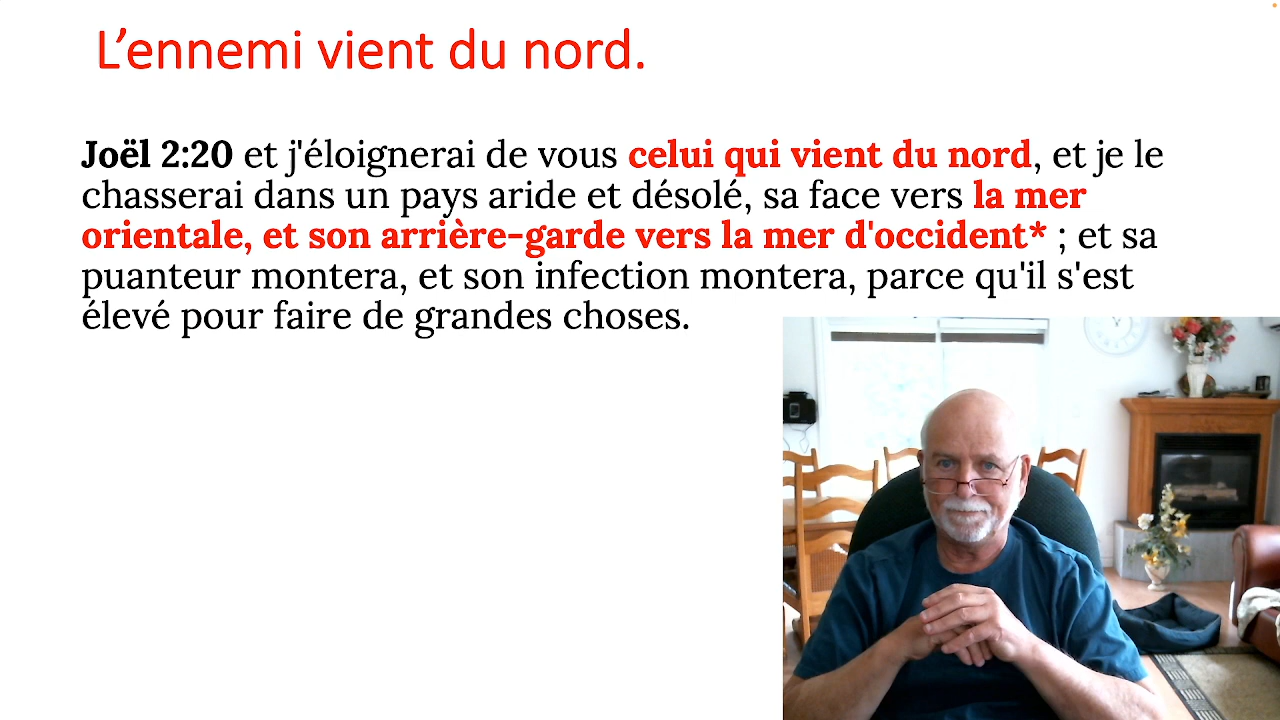 L’ennemi vient du nord.
Joël 2:20 et j'éloignerai de vous celui qui vient du nord, et je le
chasserai dans un pays aride et désolé, sa face vers la mer
orientale, et son arrière-garde vers la mer d'occident* ; et sa
puanteur montera, et son infection montera, parce qu'il s'est
élevé pour faire de grandes choses.